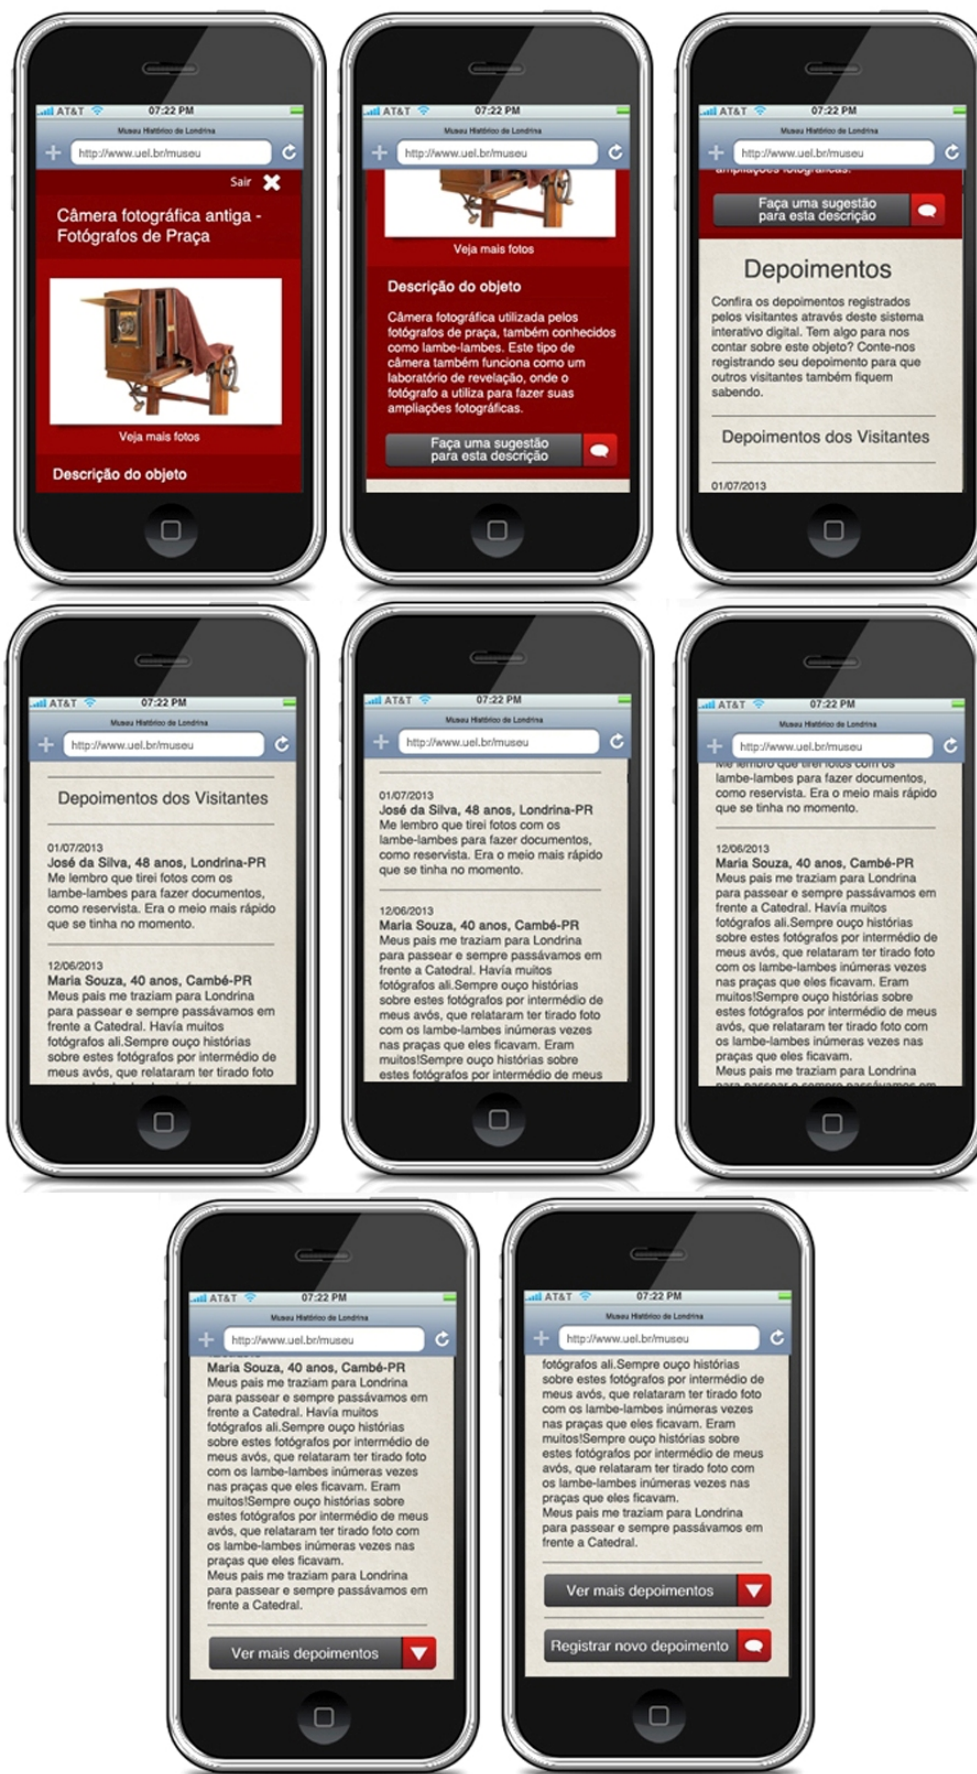 AT&T 07:22 PM
Museu Histórico de Londrina
http://www.uel.br/museu
Sair
Câmera fotográfica antiga -
Fotógrafos de Praça
Veja mais fotos
Descrição do objeto
AT&T 07:22 PM
Museu Histórico de Londrina
http://www.uel.br/museu
Veja mais fotos
Descrição do objeto
Câmera fotográfica utilizada pelos
fotógrafos de praça, também conhecidos
como lambe-lambes. Este tipo de
câmera também funciona como um
laboratório de revelação, onde o
fotógrafo a utiliza para fazer suas
ampliações fotográficas.
Faça uma sugestão
para esta descrição
AT&T 07:22 PM
Museu Histórico de Londrina
http://www.uel.br/museu
ampliações fotográficas.
Faça uma sugestão
para esta descrição
Depoimentos
Confira os depoimentos registrados
pelos visitantes através deste sistema
interativo digital. Tem algo para nos
contar sobre este objeto? Conte-nos
registrando seu depoimento para que
outros visitantes também fiquem
sabendo.
Depoimentos dos Visitantes
01/07/2013
AT&T 07:22 PM
Museu Histórico de Londrina
http://www.uel.br/museu
Depoimentos dos Visitantes
01/07/2013
José da Silva, 48 anos, Londrina-PR
Me lembro que tirei fotos com os
lambe-lambes para fazer documentos,
como reservista. Era o meio mais rápido
que se tinha no momento.
12/06/2013
Maria Souza, 40 anos, Cambé-PR
Meus pais me traziam para Londrina
para passear e sempre passávamos em
frente a Catedral. Havía muitos
fotógrafos ali.Sempre ouço histórias
sobre estes fotógrafos por intermédio de
meus avós, que relataram ter tirado foto
AT&T 07:22 PM
Museu Histórico de Londrina
http://www.uel.br/museu
01/07/2013
José da Silva, 48 anos, Londrina-PR
Me lembro que tirei fotos com os
lambe-lambes para fazer documentos,
como reservista. Era o meio mais rápido
que se tinha no momento.
12/06/2013
Maria Souza, 40 anos, Cambé-PR
Meus pais me traziam para Londrina
para passear e sempre passávamos em
frente a Catedral. Havía muitos
fotógrafos ali.Sempre ouço histórias
sobre estes fotógrafos por intermédio de
meus avós, que relataram ter tirado foto
com os lambe-lambes inúmeras vezes
nas praças que eles ficavam. Eram
muitos!Sempre ouço histórias sobre
estes fotógrafos por intermédio de meus
AT&T 07:22 PM
Museu Histórico de Londrina
http://www.uel.br/museu
Me lembro que tirei fotos com os
lambe-lambes para fazer documentos,
como reservista. Era o meio mais rápido
que se tinha no momento.
12/06/2013
Maria Souza, 40 anos, Cambé-PR
Meus pais me traziam para Londrina
para passear e sempre passávamos em
frente a Catedral. Havía muitos
fotógrafos ali.Sempre ouço histórias
sobre estes fotógrafos por intermédio de
meus avós, que relataram ter tirado foto
com os lambe-lambes inúmeras vezes
nas praças que eles ficavam. Eram
muitos!Sempre ouço histórias sobre
estes fotógrafos por intermédio de meus
avós, que relataram ter tirado foto com
os lambe-lambes inúmeras vezes nas
praças que eles ficavam.
Meus pais me traziam para Londrina
para passear e sempre passávamos em
AT&T 07:22 PM
Museu Histórico de Londrina
http://www.uel.br/museu
Maria Souza, 40 anos, Cambé-PR
Meus pais me traziam para Londrina
para passear e sempre passávamos em
frente a Catedral. Havía muitos
fotógrafos ali.Sempre ouço histórias
sobre estes fotógrafos por intermédio de
meus avós, que relataram ter tirado foto
com os lambe-lambes inúmeras vezes
nas praças que eles ficavam. Eram
muitos!Sempre ouço histórias sobre
estes fotógrafos por intermédio de meus
avós, que relataram ter tirado foto com
os lambe-lambes inúmeras vezes nas
praças que eles ficavam.
Meus pais me traziam para Londrina
para passear e sempre passávamos em
frente a Catedral.
Ver mais depoimentos
AT&T 07:22 PM
Museu Histórico de Londrina
http://www.uel.br/museu
fotógrafos ali.Sempre ouço histórias
sobre estes fotógrafos por intermédio de
meus avós, que relataram ter tirado foto
com os lambe-lambes inúmeras vezes
nas praças que eles ficavam. Eram
muitos!Sempre ouço histórias sobre
estes fotógrafos por intermédio de meus
avós, que relataram ter tirado foto com
os lambe-lambes inúmeras vezes nas
praças que eles ficavam.
Meus pais me traziam para Londrina
para passear e sempre passávamos em
frente a Catedral.
Ver mais depoimentos
Registrar novo depoimento